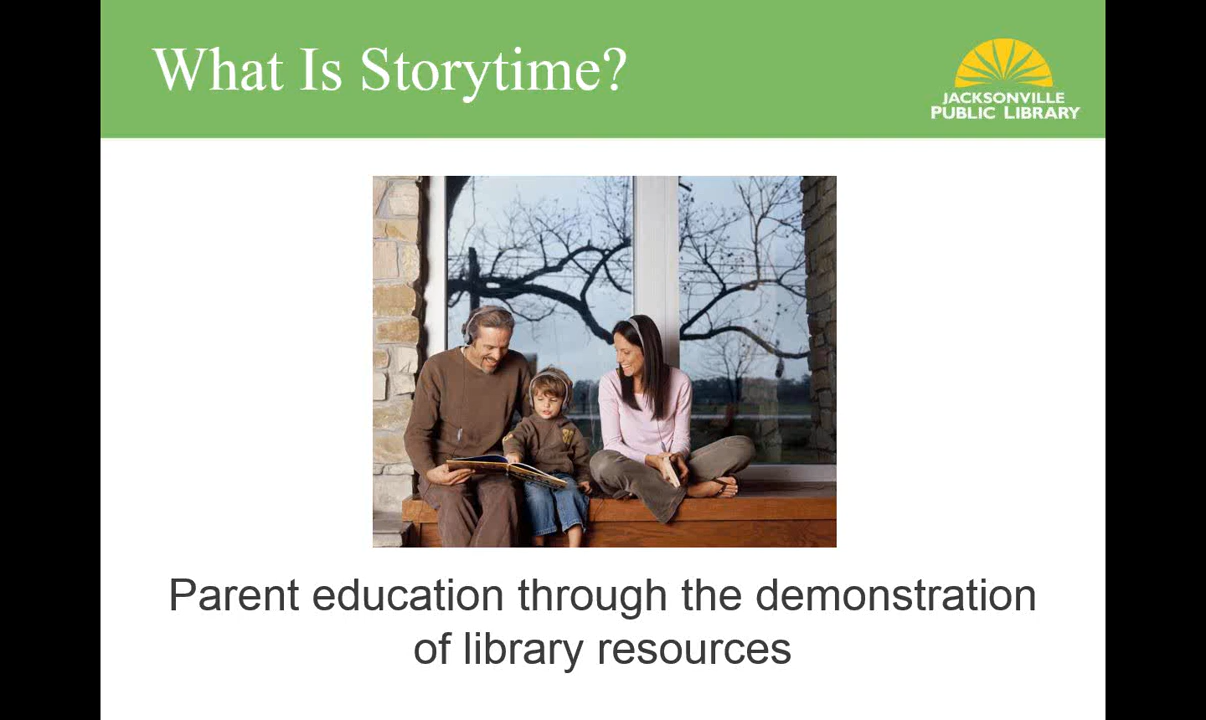 What Is Storytime?
JACKSONVILLE
PUBLIC LIBRARY
Parent education through the demonstration
of library resources